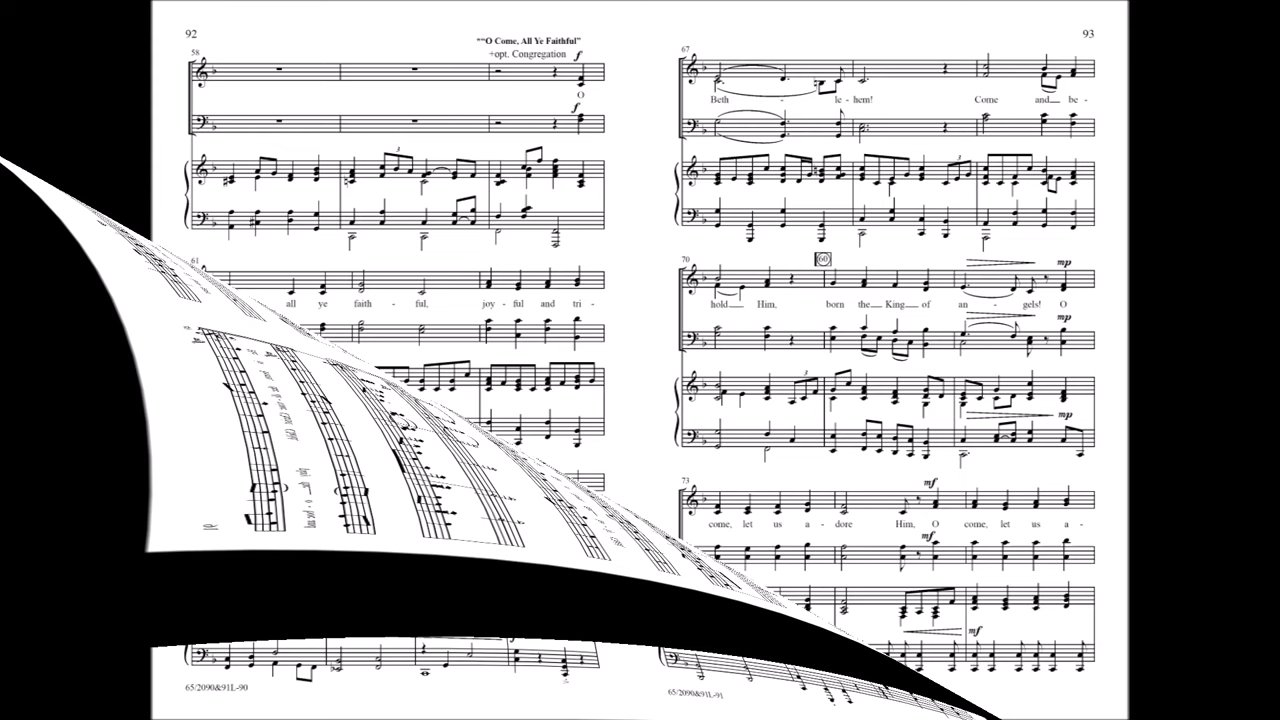 92
""O Come, All Ye Faithful"
+opt. Congregation f
58
3
O
f
61
all ye faith - ful, joy - ful and tri -
65/2090&91L-90
93
67
Beth - le - hem! Come and be -
3
60
70
mp
hold Him, born the King of an - gels! O
mp
3
mp
73
mf
come, let us a - dore Him, O come, let us a -
mf
mf
65/2090&91L-91